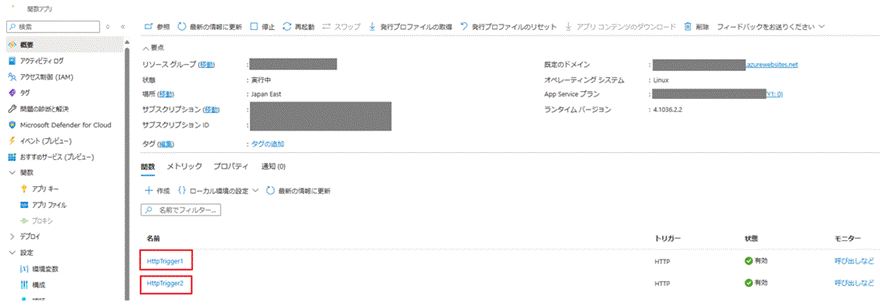 関数アプリ
検索
参照 最新の情報に更新 停止 再起動 スワップ 発行プロファイルの取得 発行プロファイルのリセット アプリ コンテンツのダウンロード 削除 フィードバックをお送りください
概要
アクティビティ ログ
アクセス制御 (IAM)
タグ
問題の診断と解決
Microsoft Defender for Cloud
イベント (プレビュー)
おすすめサービス (プレビュー)
関数
アプリ キー
アプリ ファイル
プロキシ
デプロイ
設定
環境変数
構成
要点
リソース グループ (移動) :
状態 : 実行中
場所 (移動) : Japan East
サブスクリプション (移動) :
サブスクリプション ID :
タグ (編集) : タグの追加
既定のドメイン : .azurewebsites.net
オペレーティング システム : Linux
App Service プラン : (Y1: 0)
ランタイム バージョン : 4.1036.2.2
関数 メトリック プロパティ 通知 (0)
作成 ローカル環境の設定 最新の情報に更新
名前でフィルター...
名前 トリガー 状態 モニター
HttpTrigger1 HTTP 有効 呼び出しなど
HttpTrigger2 HTTP 有効 呼び出しなど